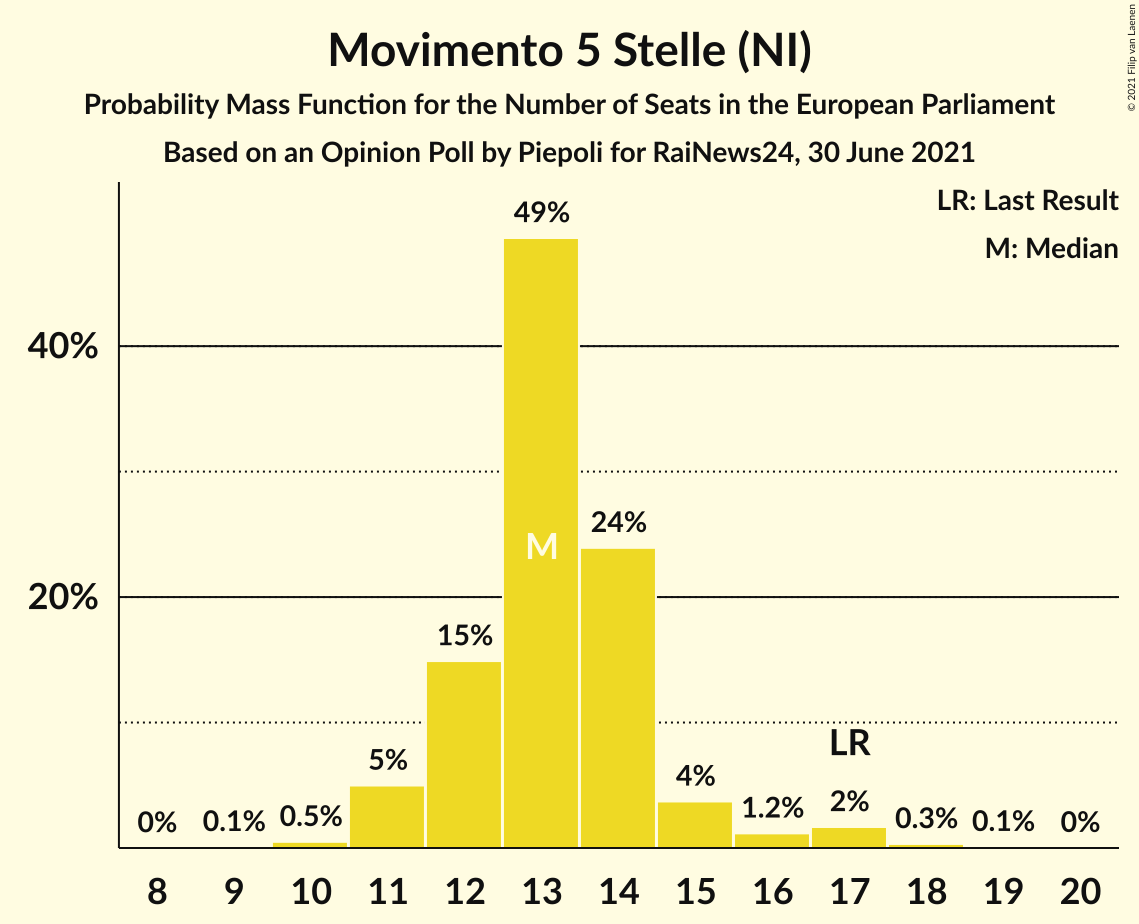 Movimento 5 Stelle (NI)
Probability Mass Function for the Number of Seats in the European Parliament
Based on an Opinion Poll by Piepoli for RaiNews24, 30 June 2021
© 2021 Filip van Laenen
LR: Last Result
M: Median
49%
40%
24%
M
20%
15%
LR
5%
4%
2%
1.2%
0.5%
0.3%
0% 0.1% 0.1% 0%
8 9 10 11 12 13 14 15 16 17 18 19 20